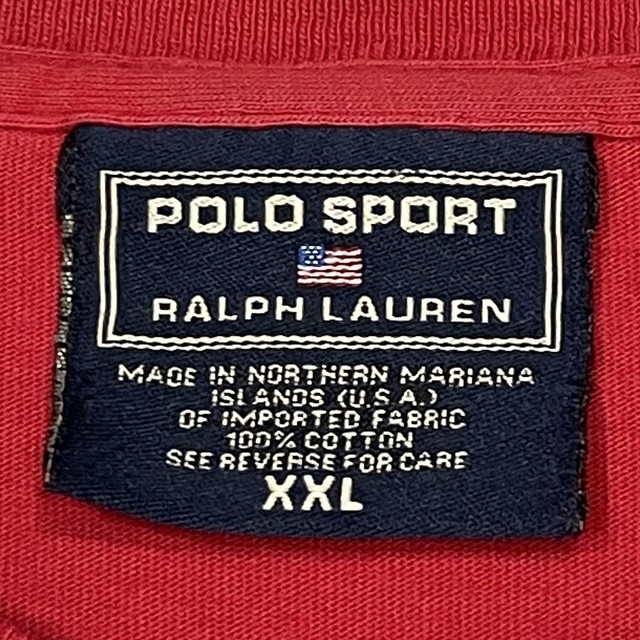 POLO SPORT
RALPH LAUREN
MADE IN NORTHERN MARIANA
ISLANDS (U.S.A.)
OF IMPORTED FABRIC
100% COTTON
SEE REVERSE FOR CARE
XXL